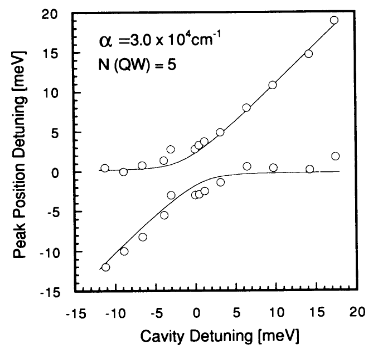 α =3.0 x 10⁴cm⁻¹
N (QW) = 5
Peak Position Detuning [meV]
20
15
10
5
0
-5
-10
-15
-15 -10 -5 0 5 10 15 20
Cavity Detuning [meV]